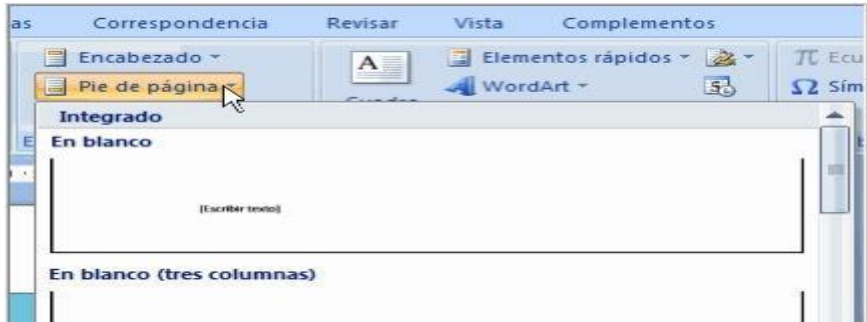 as Correspondencia Revisar Vista Complementos
Encabezado A Elementos rápidos π Ecu
Pie de página WordArt 5 Ω Sím
Integrado
En blanco
[Escribir texto]
En blanco (tres columnas)